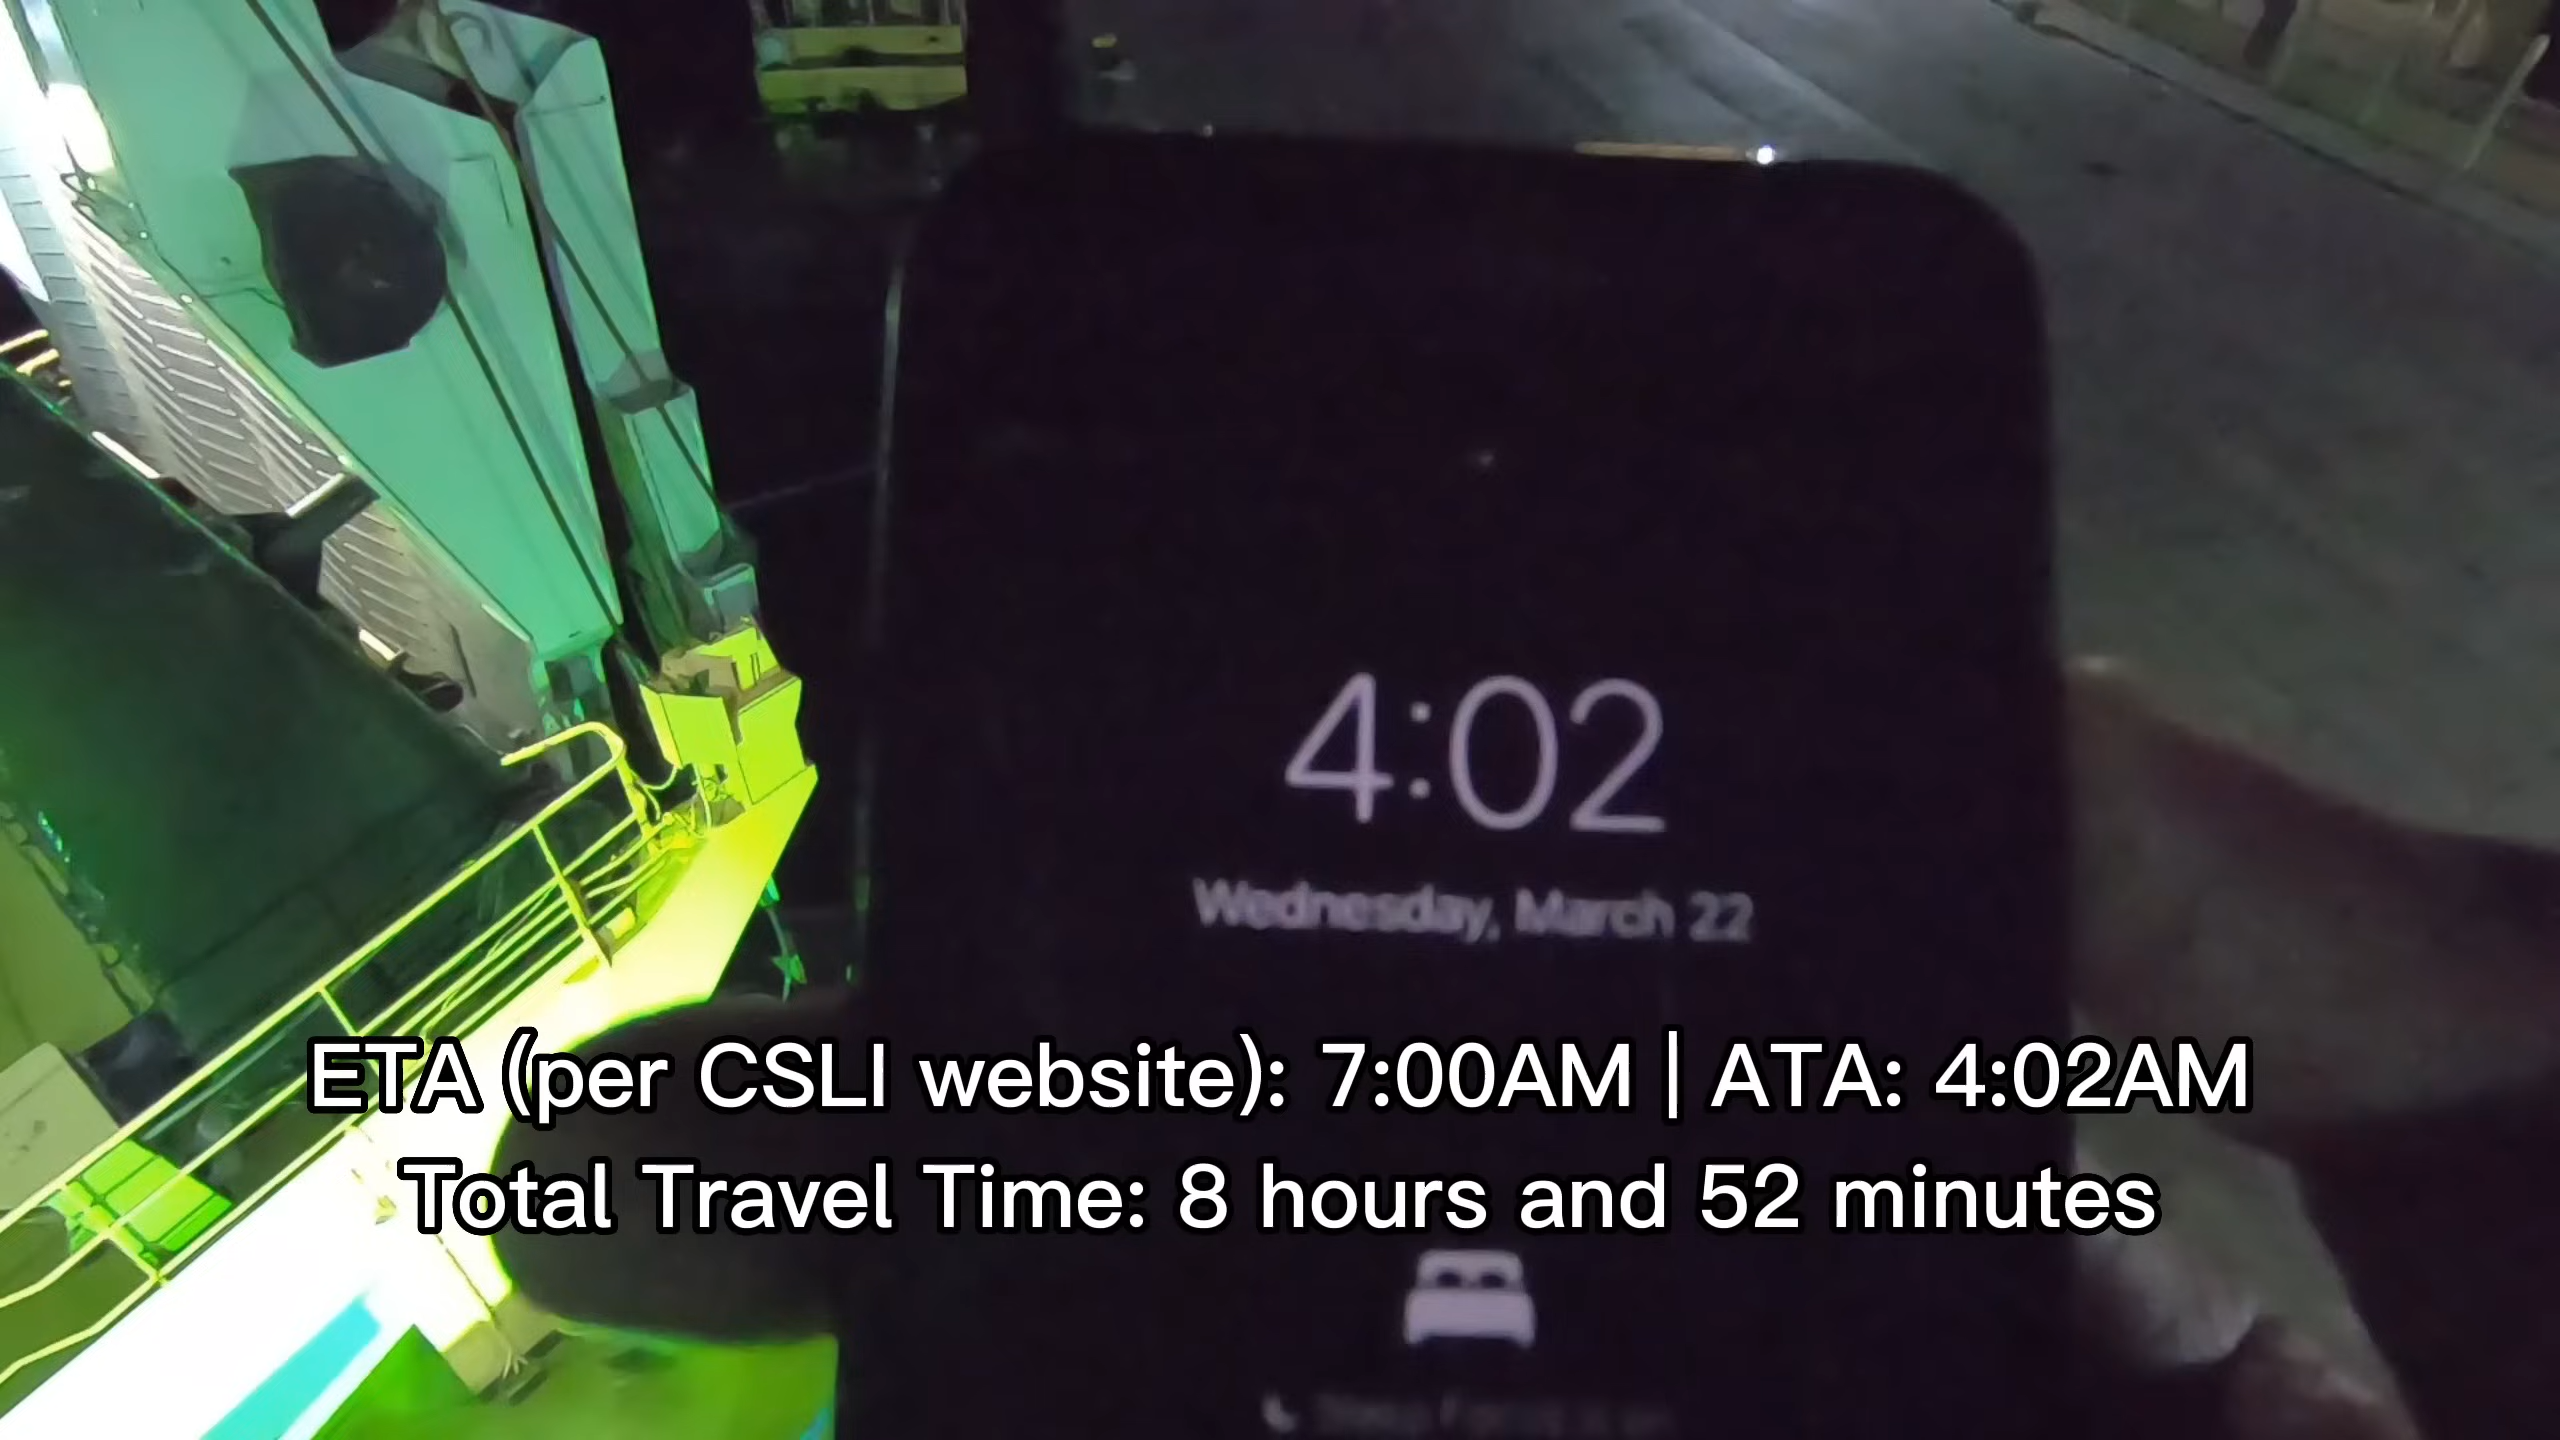 4:02
Wednesday, March 22
ETA (per CSLI website): 7:00AM | ATA: 4:02AM
Total Travel Time: 8 hours and 52 minutes